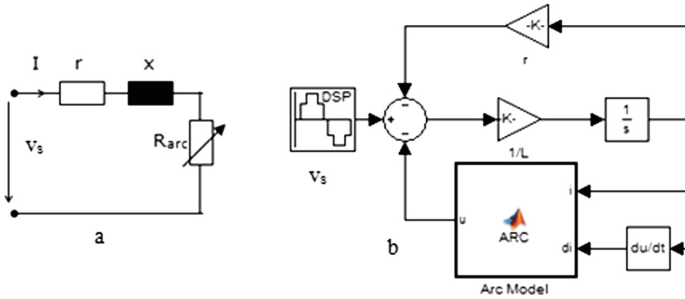 I r x
Rarc
vs
a
DSP
vs
-K-
r
K-
1/L
1
s
u
ARC
i
di
Arc Model
du/dt
b
+
−
−